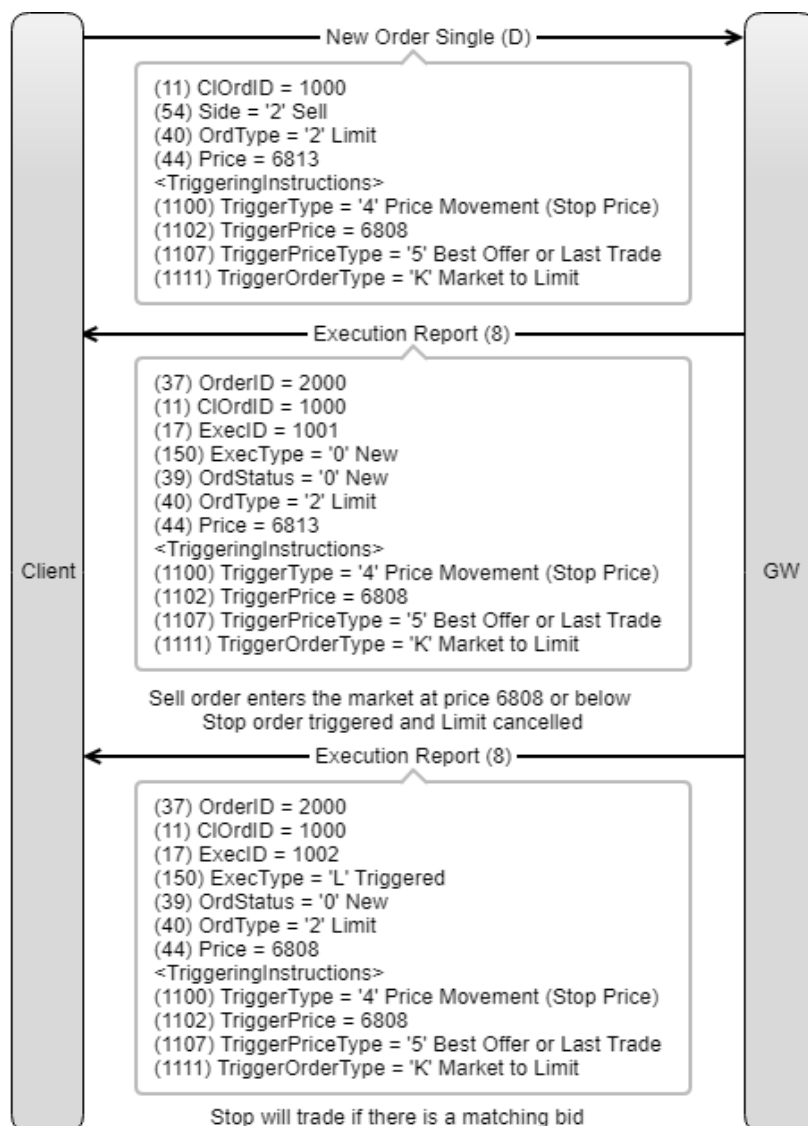 New Order Single (D)
(11) ClOrdID = 1000
(54) Side = '2' Sell
(40) OrdType = '2' Limit
(44) Price = 6813
<TriggeringInstructions>
(1100) TriggerType = '4' Price Movement (Stop Price)
(1102) TriggerPrice = 6808
(1107) TriggerPriceType = '5' Best Offer or Last Trade
(1111) TriggerOrderType = 'K' Market to Limit
Execution Report (8)
(37) OrderID = 2000
(11) ClOrdID = 1000
(17) ExecID = 1001
(150) ExecType = '0' New
(39) OrdStatus = '0' New
(40) OrdType = '2' Limit
(44) Price = 6813
<TriggeringInstructions>
Client
GW
(1100) TriggerType = '4' Price Movement (Stop Price)
(1102) TriggerPrice = 6808
(1107) TriggerPriceType = '5' Best Offer or Last Trade
(1111) TriggerOrderType = 'K' Market to Limit
Sell order enters the market at price 6808 or below
Stop order triggered and Limit cancelled
Execution Report (8)
(37) OrderID = 2000
(11) ClOrdID = 1000
(17) ExecID = 1002
(150) ExecType = 'L' Triggered
(39) OrdStatus = '0' New
(40) OrdType = '2' Limit
(44) Price = 6808
<TriggeringInstructions>
(1100) TriggerType = '4' Price Movement (Stop Price)
(1102) TriggerPrice = 6808
(1107) TriggerPriceType = '5' Best Offer or Last Trade
(1111) TriggerOrderType = 'K' Market to Limit
Stop will trade if there is a matching bid